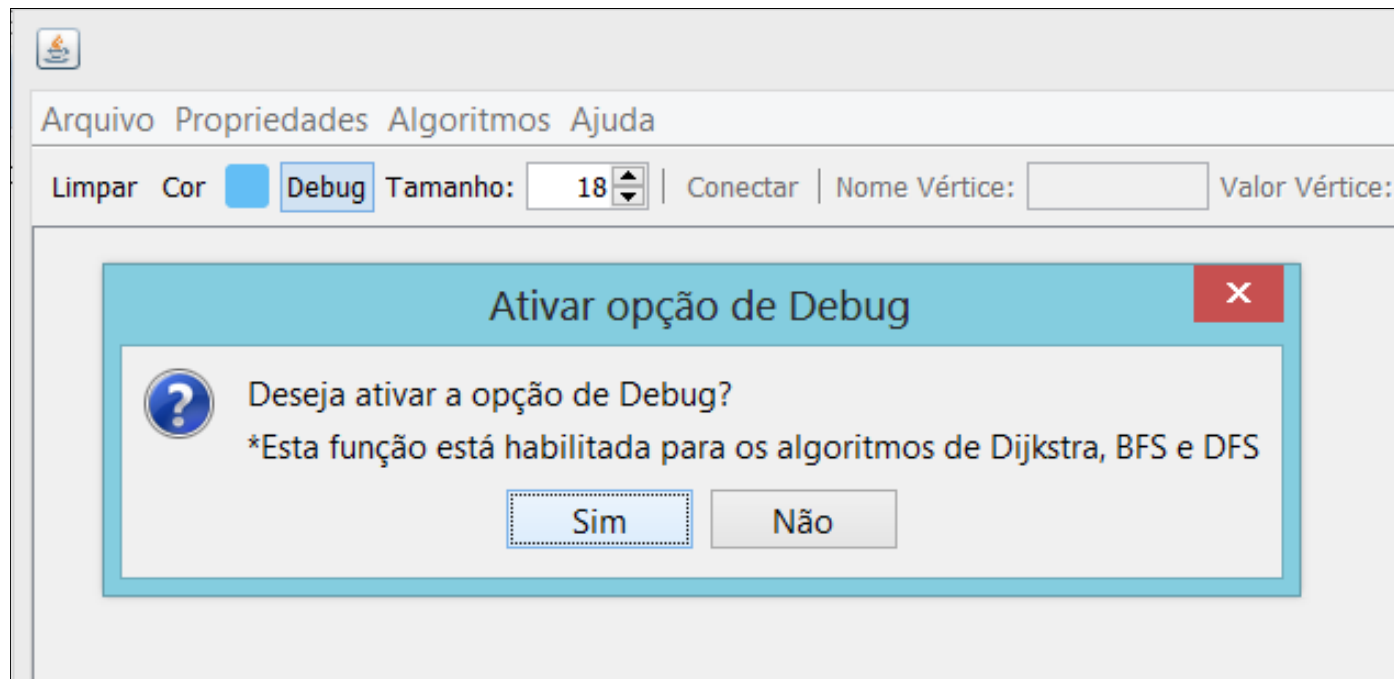 Arquivo Propriedades Algoritmos Ajuda
Limpar Cor Debug Tamanho: 18 Conectar Nome Vértice: Valor Vértice:
Ativar opção de Debug
Deseja ativar a opção de Debug?
*Esta função está habilitada para os algoritmos de Dijkstra, BFS e DFS
Sim Não